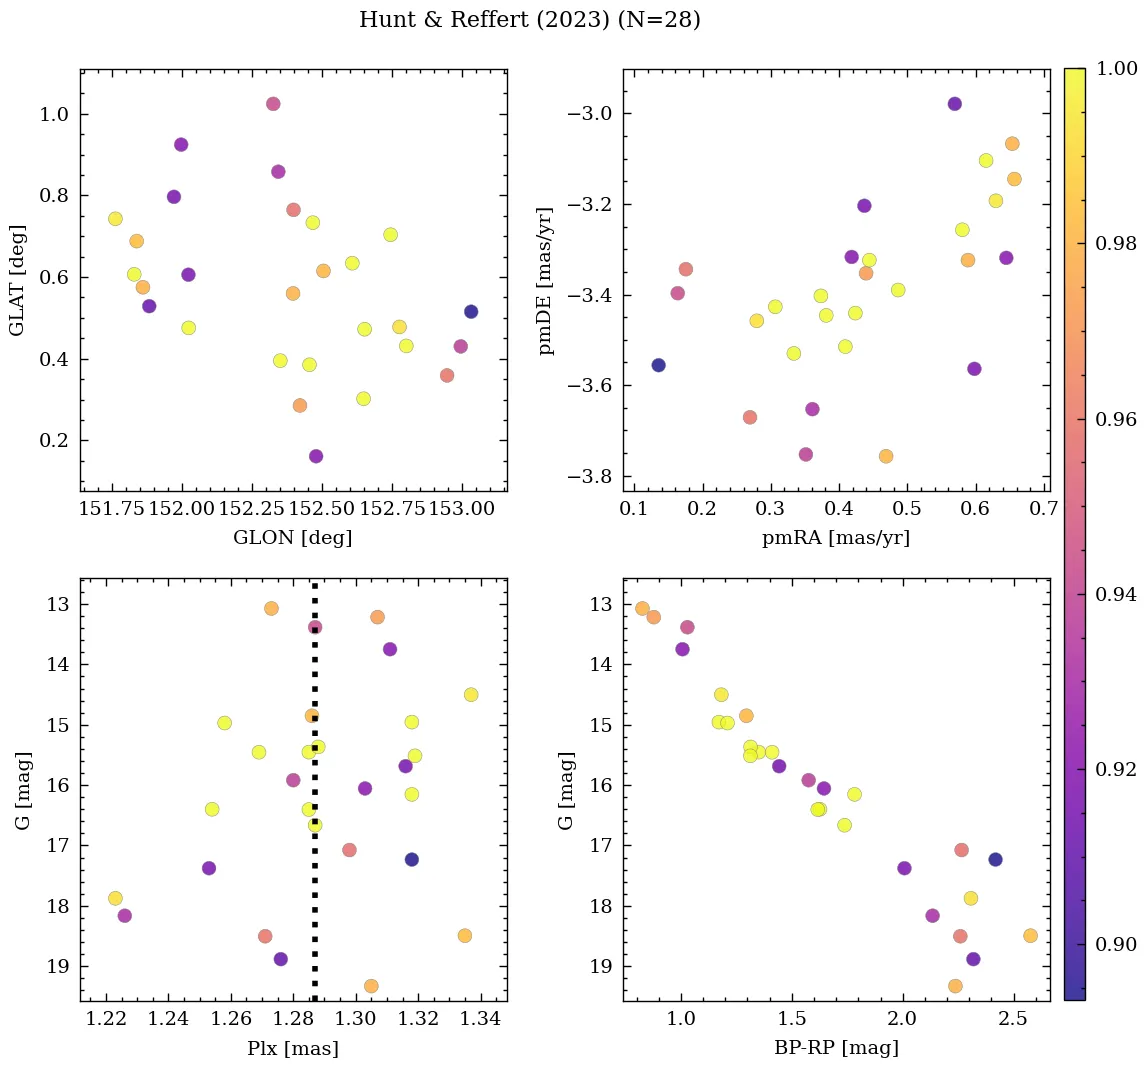 Hunt & Reffert (2023) (N=28)
1.0
0.8
0.6
0.4
0.2
GLAT [deg]
151.75 152.00 152.25 152.50 152.75 153.00
GLON [deg]
−3.0
−3.2
−3.4
−3.6
−3.8
pmDE [mas/yr]
0.1 0.2 0.3 0.4 0.5 0.6 0.7
pmRA [mas/yr]
13
14
15
16
17
18
19
G [mag]
1.22 1.24 1.26 1.28 1.30 1.32 1.34
Plx [mas]
13
14
15
16
17
18
19
G [mag]
1.0 1.5 2.0 2.5
BP-RP [mag]
1.00
0.98
0.96
0.94
0.92
0.90